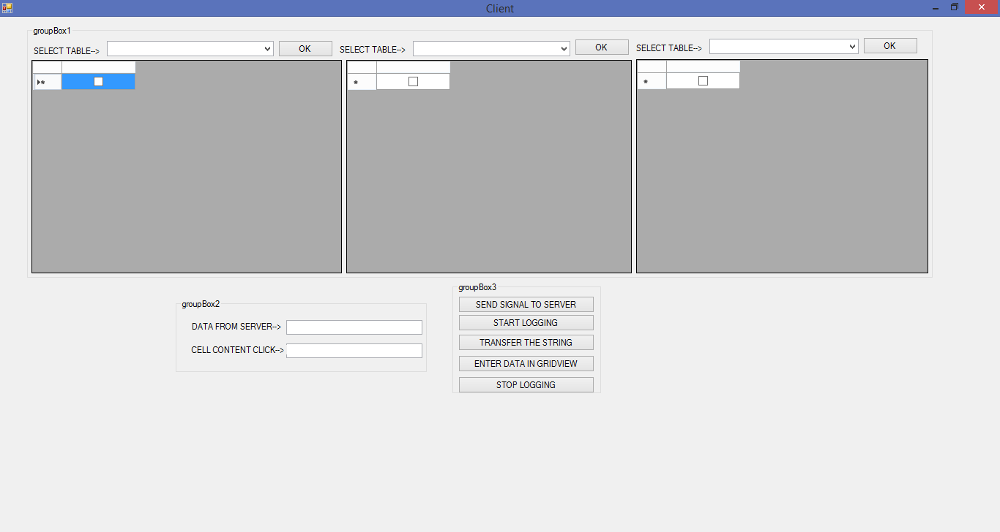 Client
groupBox1
SELECT TABLE-->
OK
SELECT TABLE-->
OK
SELECT TABLE-->
OK
groupBox2
DATA FROM SERVER-->
CELL CONTENT CLICK-->
groupBox3
SEND SIGNAL TO SERVER
START LOGGING
TRANSFER THE STRING
ENTER DATA IN GRIDVIEW
STOP LOGGING